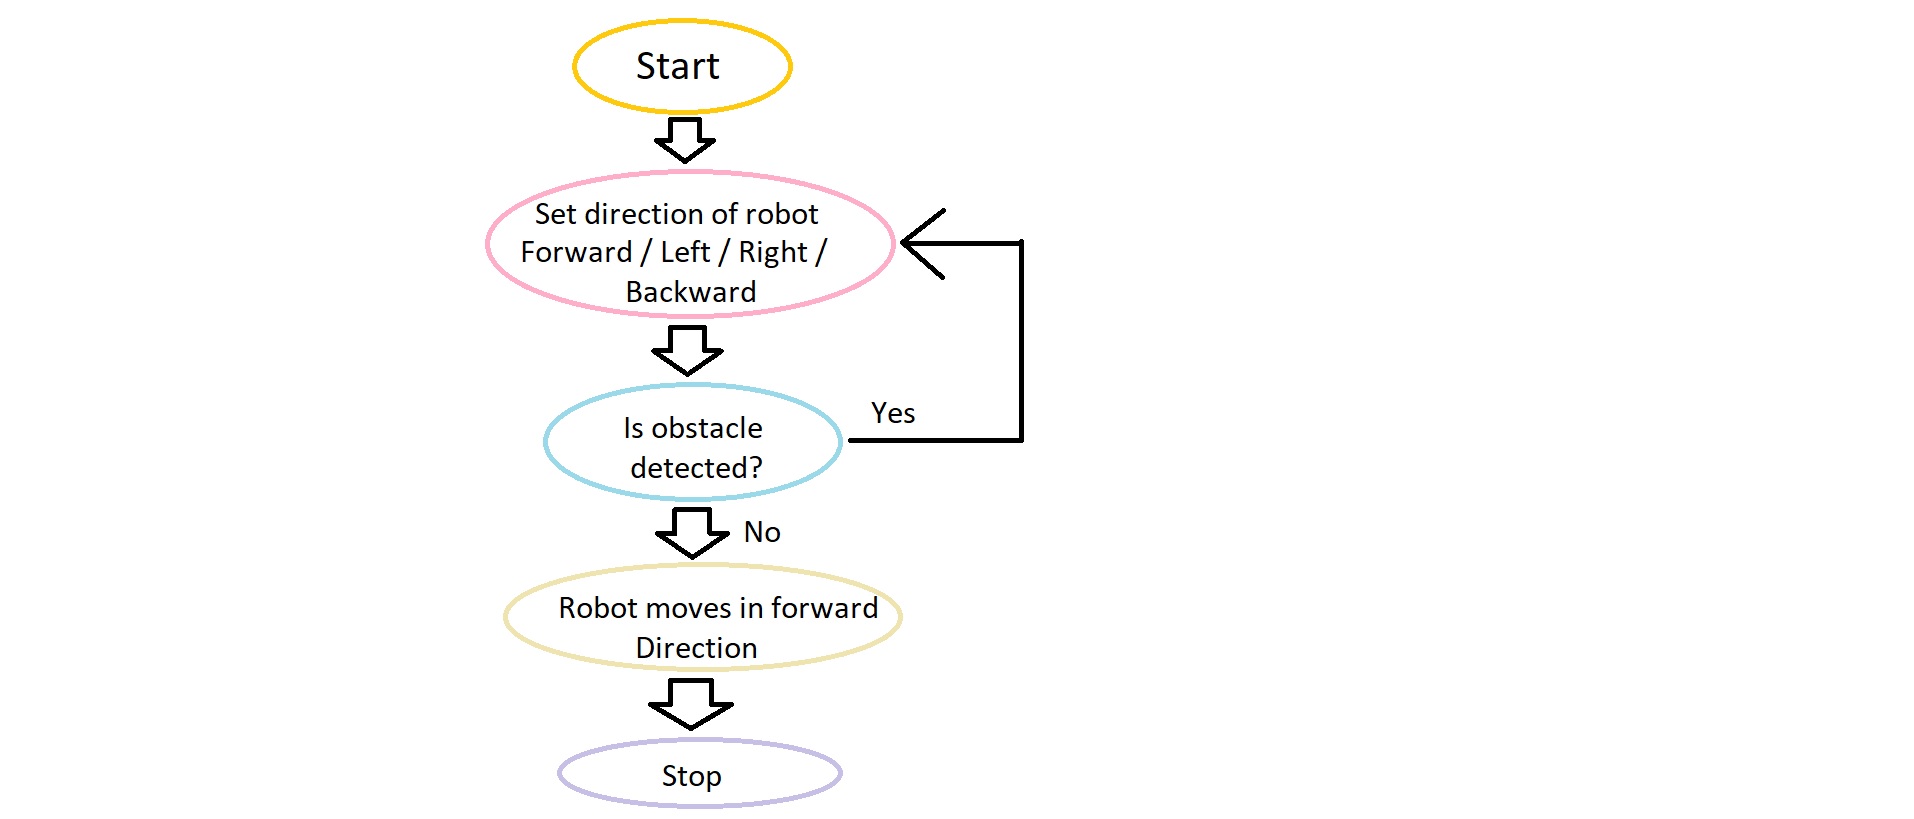 Start
Set direction of robot
Forward / Left / Right /
Backward
Is obstacle
detected?
Yes
No
Robot moves in forward
Direction
Stop